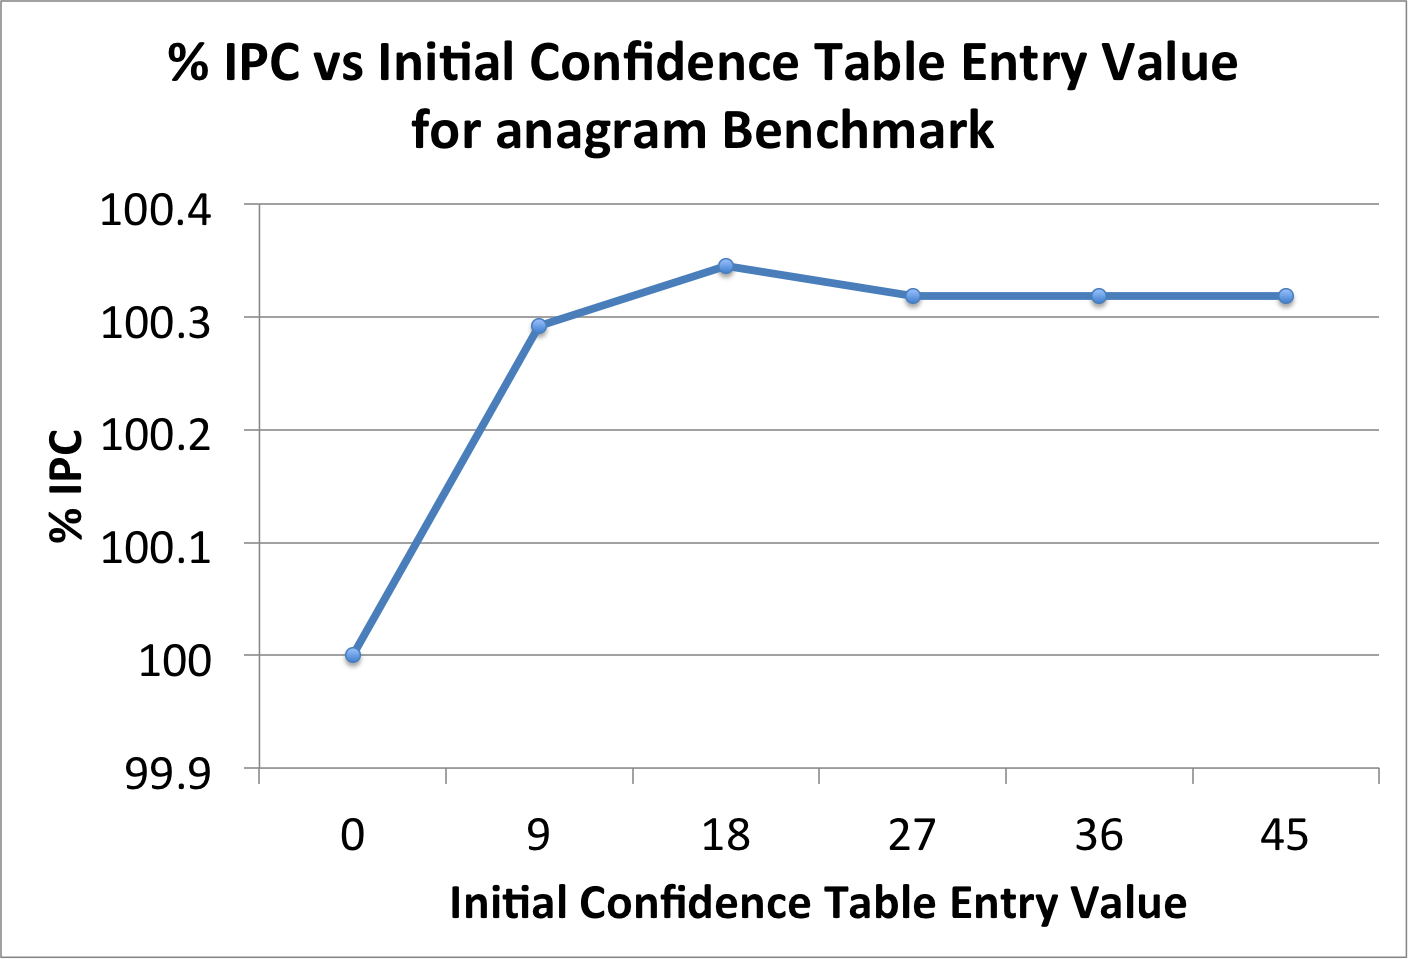 % IPC vs Initial Confidence Table Entry Value
for anagram Benchmark
100.4
100.3
100.2
100.1
100
99.9
% IPC
0 9 18 27 36 45
Initial Confidence Table Entry Value